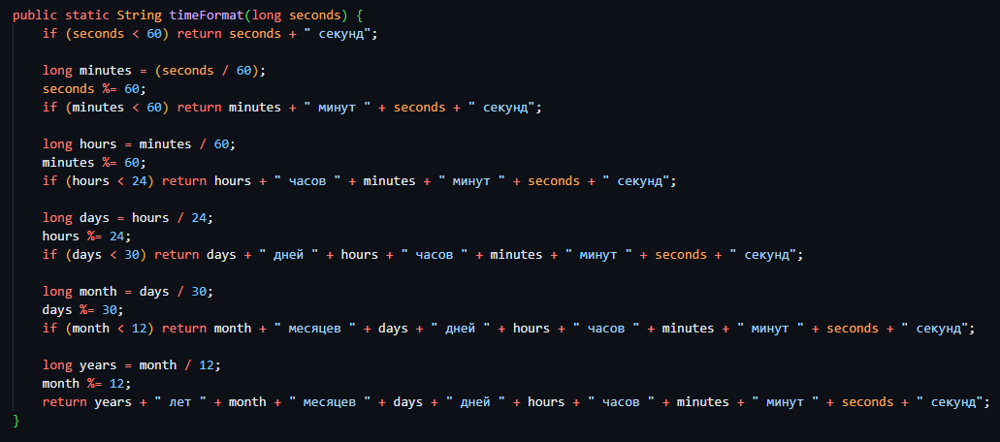 public static String timeFormat(long seconds) {
if (seconds < 60) return seconds + " секунд";
long minutes = (seconds / 60);
seconds %= 60;
if (minutes < 60) return minutes + " минут " + seconds + " секунд";
long hours = minutes / 60;
minutes %= 60;
if (hours < 24) return hours + " часов " + minutes + " минут " + seconds + " секунд";
long days = hours / 24;
hours %= 24;
if (days < 30) return days + " дней " + hours + " часов " + minutes + " минут " + seconds + " секунд";
long month = days / 30;
days %= 30;
if (month < 12) return month + " месяцев " + days + " дней " + hours + " часов " + minutes + " минут " + seconds + " секунд";
long years = month / 12;
month %= 12;
return years + " лет " + month + " месяцев " + days + " дней " + hours + " часов " + minutes + " минут " + seconds + " секунд";
}